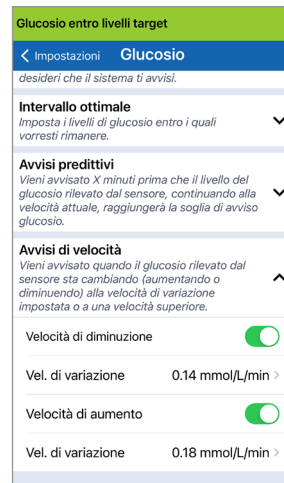 Glucosio entro livelli target
Impostazioni Glucosio
desideri che il sistema ti avvisi.
Intervallo ottimale
Imposta i livelli di glucosio entro i quali
vorresti rimanere.
Avvisi predittivi
Vieni avvisato X minuti prima che il livello del
glucosio rilevato dal sensore, continuando alla
velocità attuale, raggiungerà la soglia di avviso
glucosio.
Avvisi di velocità
Vieni avvisato quando il glucosio rilevato dal
sensore sta cambiando (aumentando o
diminuendo) alla velocità di variazione
impostata o a una velocità superiore.
Velocità di diminuzione
Vel. di variazione 0.14 mmol/L/min
Velocità di aumento
Vel. di variazione 0.18 mmol/L/min